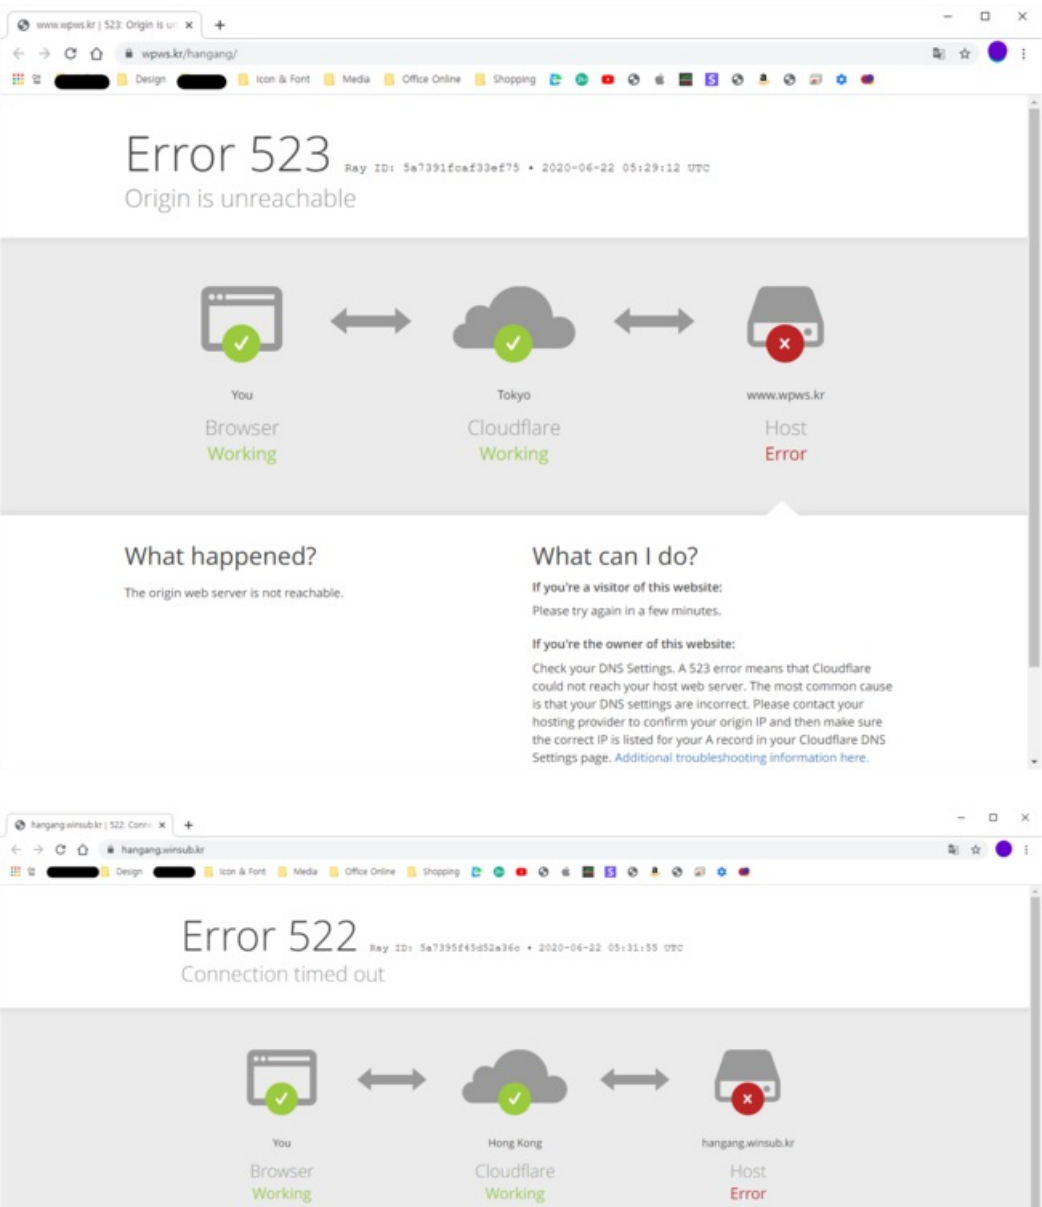 www.wpws.kr | 523: Origin is un
wpws.kr/hangang/
앱 Design Icon & Font Media Office Online Shopping
Error 523 Ray ID: 5a7391fcaf33ef75 • 2020-06-22 05:29:12 UTC
Origin is unreachable
You Tokyo www.wpws.kr
Browser Cloudflare Host
Working Working Error
What happened?
The origin web server is not reachable.
What can I do?
If you're a visitor of this website:
Please try again in a few minutes.
If you're the owner of this website:
Check your DNS Settings. A 523 error means that Cloudflare
could not reach your host web server. The most common cause
is that your DNS settings are incorrect. Please contact your
hosting provider to confirm your origin IP and then make sure
the correct IP is listed for your A record in your Cloudflare DNS
Settings page. Additional troubleshooting information here.
hangang.winsub.kr | 522: Conne
hangang.winsub.kr
앱 Design Icon & Font Media Office Online Shopping
Error 522 Ray ID: 5a7395f45d52a36c • 2020-06-22 05:31:55 UTC
Connection timed out
You Hong Kong hangang.winsub.kr
Browser Cloudflare Host
Working Working Error